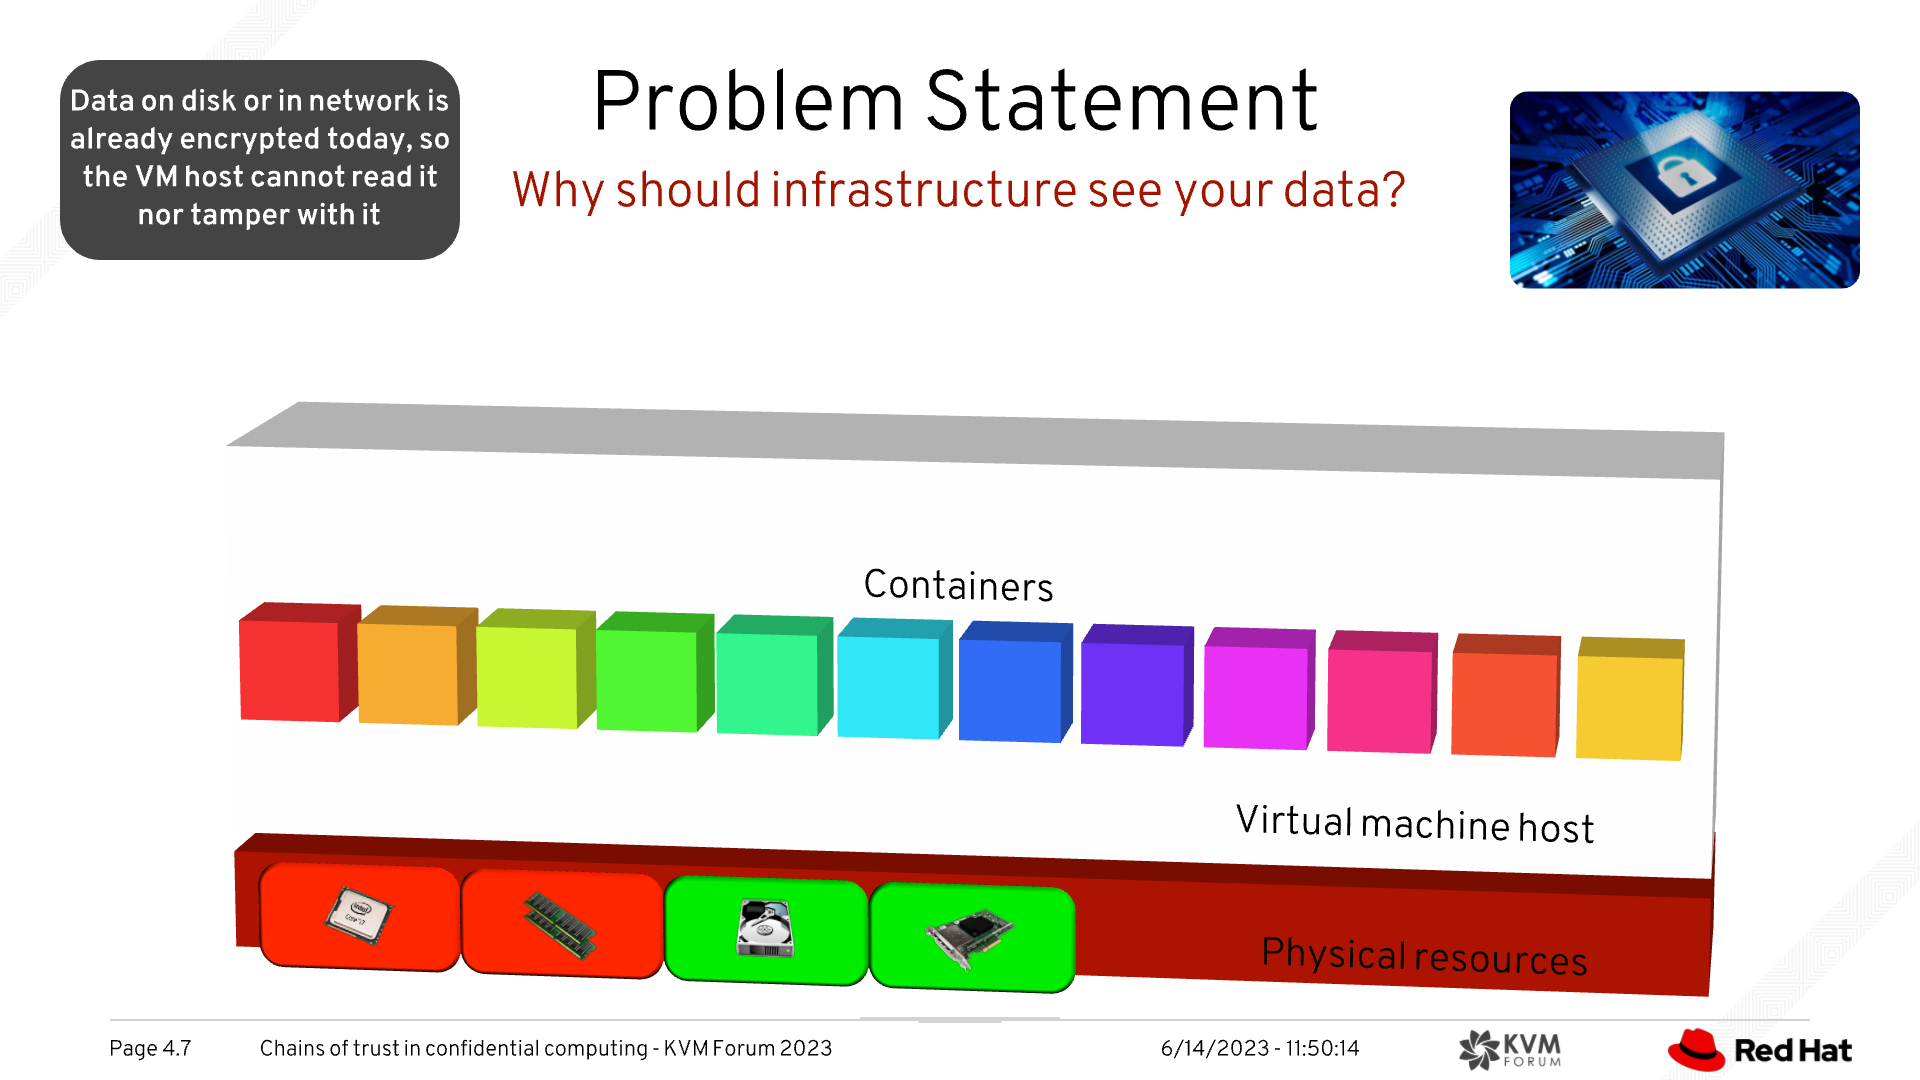 Data on disk or in network is
already encrypted today, so
the VM host cannot read it
nor tamper with it
Problem Statement
Why should infrastructure see your data?
Containers
Virtual machine host
Physical resources
Page 4.7
Chains of trust in confidential computing - KVM Forum 2023
6/14/2023 - 11:50:14
KVM
FORUM
Red Hat